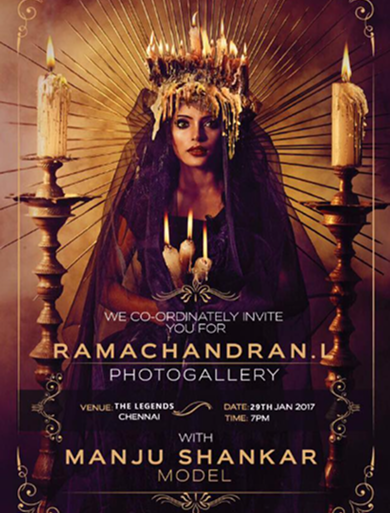 WE CO-ORDINATELY INVITE
YOU FOR
RAMACHANDRAN.L
PHOTOGALLERY
VENUE: THE LEGENDS
CHENNAI
DATE: 29TH JAN 2017
TIME: 7PM
WITH
MANJU SHANKAR
MODEL